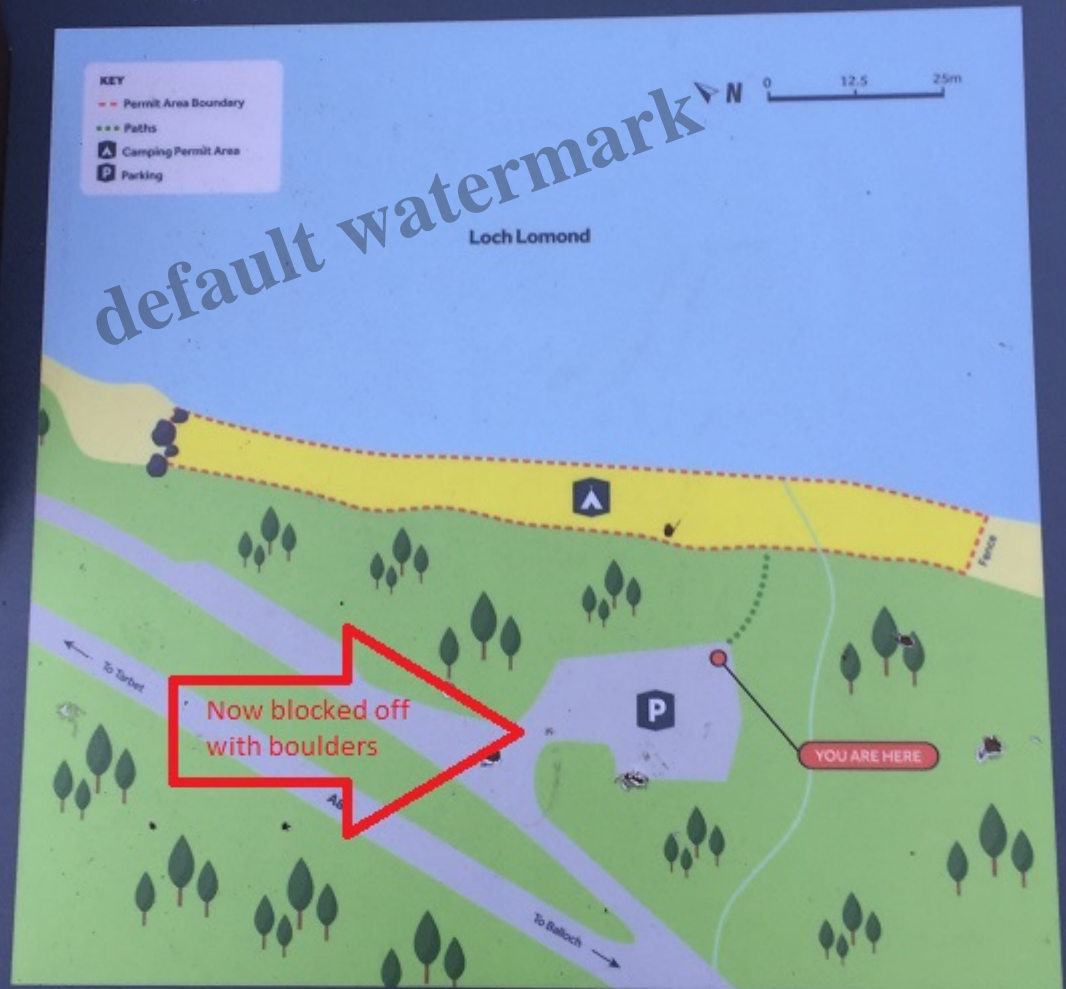 KEY
Permit Area Boundary
Paths
Camping Permit Area
P Parking
N
0 12.5 25m
default watermark
Loch Lomond
Fence
P
To Tarbet
Now blocked off
with boulders
YOU ARE HERE
To Balloch